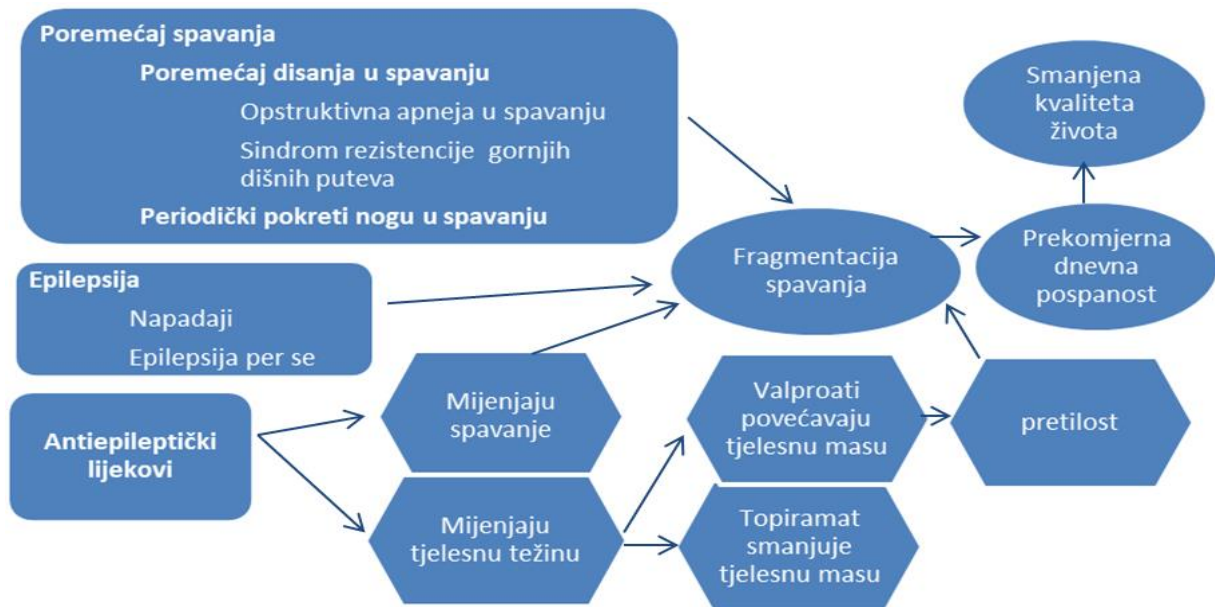 Poremećaj spavanja
Poremećaj disanja u spavanju
Opstruktivna apneja u spavanju
Sindrom rezistencije gornjih
dišnih puteva
Periodički pokreti nogu u spavanju
Smanjena
kvaliteta
života
Fragmentacija
spavanja
Prekomjerna
dnevna
pospanost
Epilepsija
Napadaji
Epilepsija per se
Antiepileptički
lijekovi
Mijenjaju
spavanje
Valproati
povećavaju
tjelesnu masu
pretilost
Mijenjaju
tjelesnu težinu
Topiramat
smanjuje
tjelesnu masu